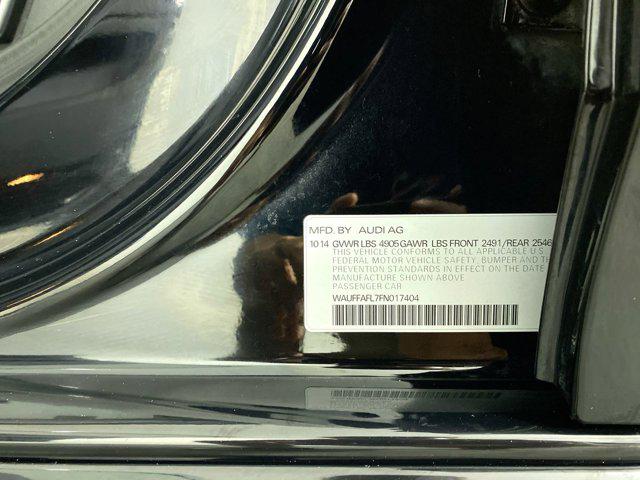 MFD. BY AUDI AG
10 14 GVWR LBS 4905 GAWR LBS FRONT 2491/REAR 2546
THIS VEHICLE CONFORMS TO ALL APPLICABLE U.S.
FEDERAL MOTOR VEHICLE SAFETY, BUMPER AND THE
PREVENTION STANDARDS IN EFFECT ON THE DATE
MANUFACTURE SHOWN ABOVE
PASSENGER CAR
WAUFFAFL7FN017404